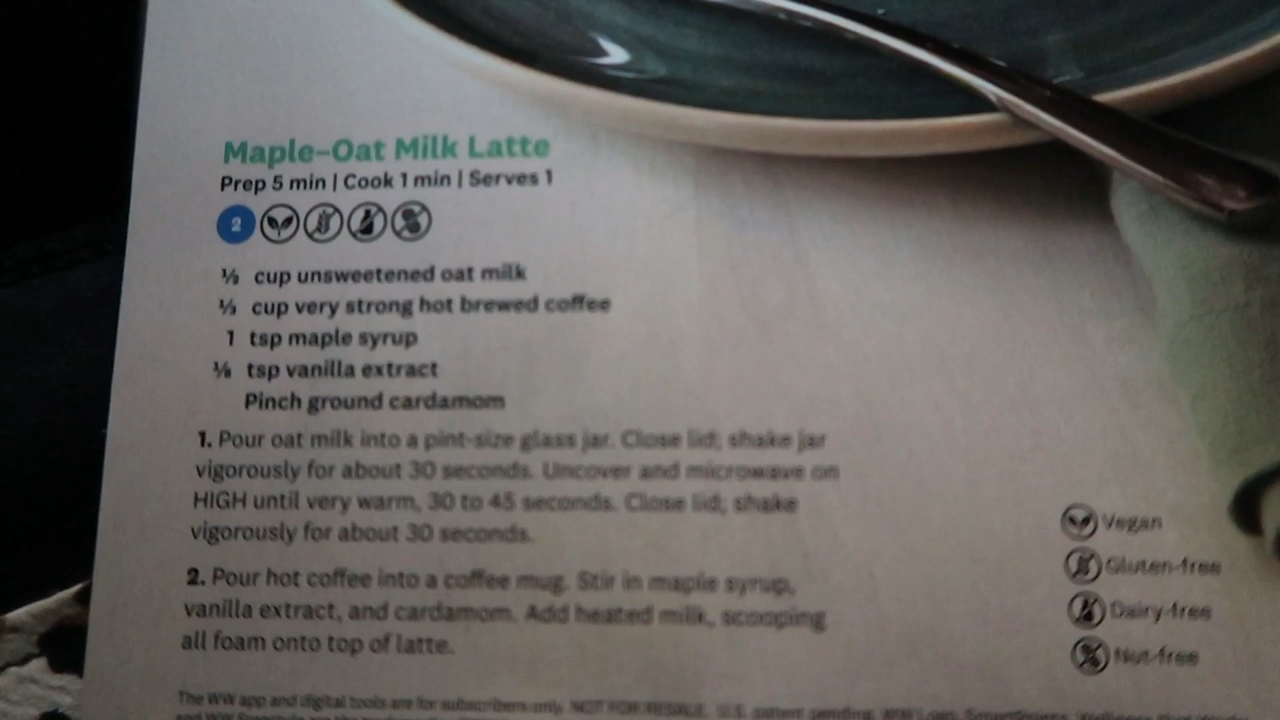 Maple-Oat Milk Latte
Prep 5 min | Cook 1 min | Serves 1
2
cup unsweetened oat milk
⅓ cup very strong hot brewed coffee
1 tsp maple syrup
⅛ tsp vanilla extract
Pinch ground cardamom
1. Pour oat milk into a pint-size glass jar. Close lid; shake jar
vigorously for about 30 seconds. Uncover and microwave on
HIGH until very warm, 30 to 45 seconds. Close lid; shake
vigorously for about 30 seconds.
2. Pour hot coffee into a coffee mug. Stir in maple syrup,
vanilla extract, and cardamom. Add heated milk, scooping
all foam onto top of latte.
Vegan
Gluten-free
Dairy-free
Nut-free
The WW app and digital tools are for subscribers only. NOT FOR RESALE. U.S. patent pending.